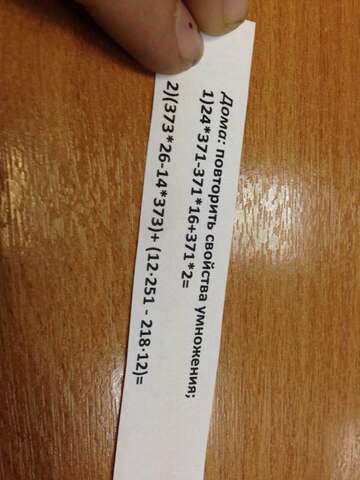 Дома: повторить свойства умножения;
1)24*371-371*16+371*2=
2)(373*26-14*373)+ (12·251 - 218·12)=